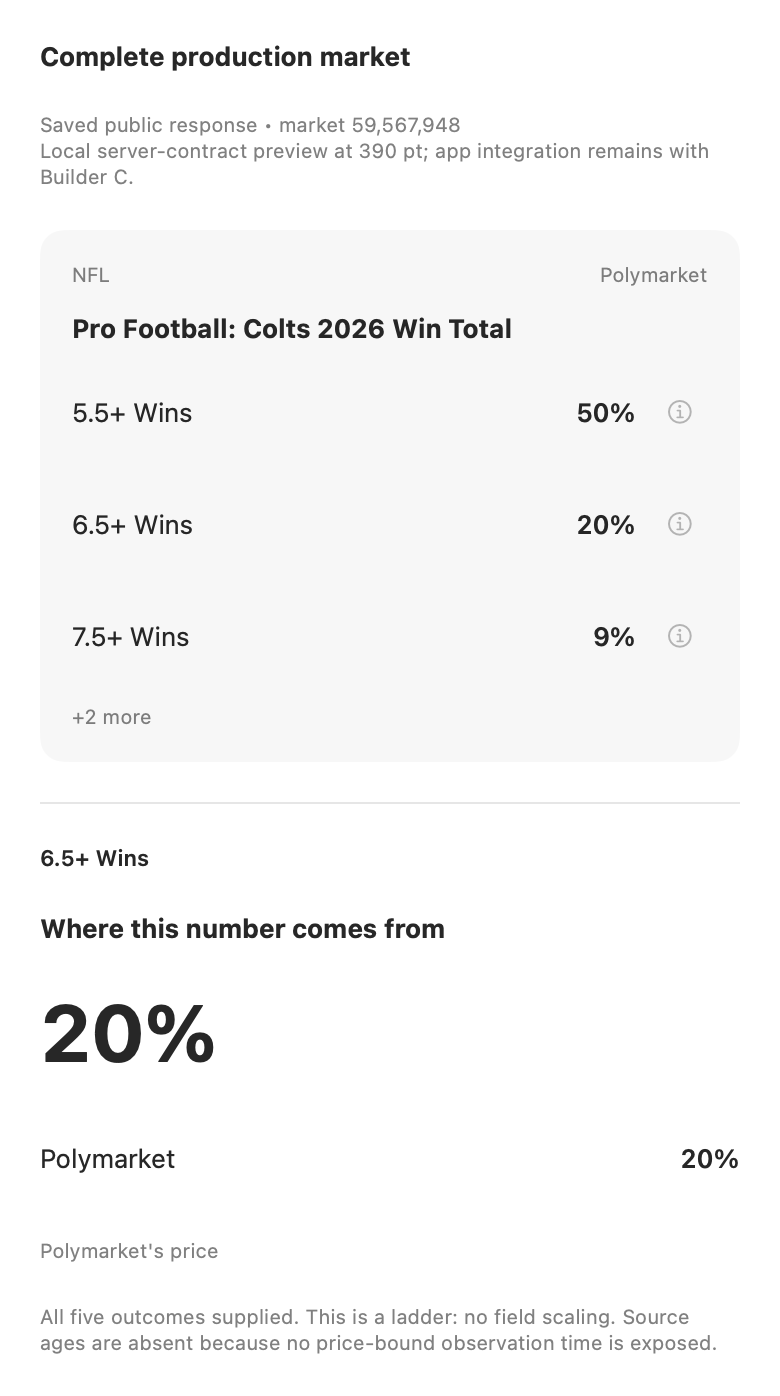 Complete production market
Saved public response • market 59,567,948
Local server-contract preview at 390 pt; app integration remains with
Builder C.
NFL
Polymarket
Pro Football: Colts 2026 Win Total
5.5+ Wins
50%
6.5+ Wins
20%
7.5+ Wins
9%
+2 more
6.5+ Wins
Where this number comes from
20%
Polymarket
20%
Polymarket's price
All five outcomes supplied. This is a ladder: no field scaling. Source
ages are absent because no price-bound observation time is exposed.